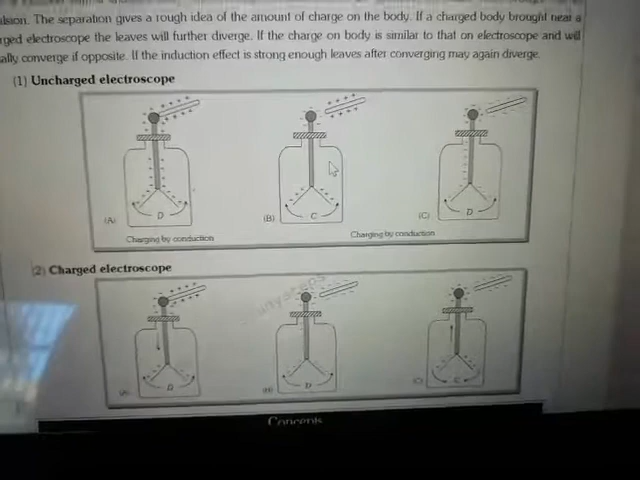 ulsion. The separation gives a rough idea of the amount of charge on the body. If a charged body brought near a
rged electroscope the leaves will further diverge. If the charge on body is similar to that on electroscope and will
ally converge if opposite. If the induction effect is strong enough leaves after converging may again diverge.
(1) Uncharged electroscope
D C D
(A) (B) (C)
Charging by conduction Charging by conduction
(2) Charged electroscope
D D C
(A) (B) (C)
Concepts